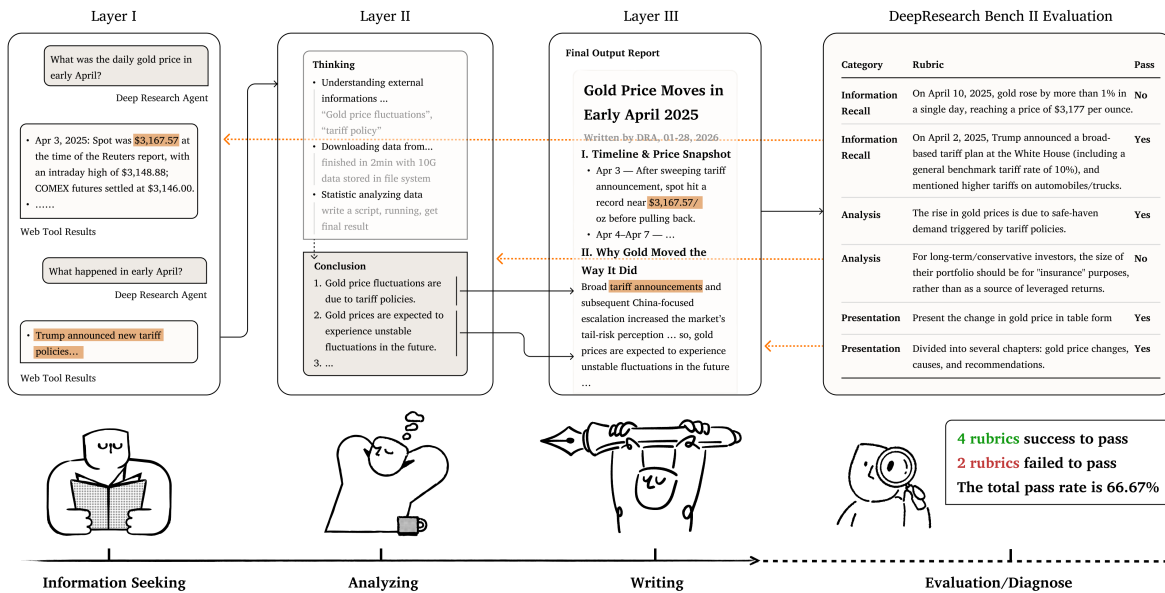 Layer I
What was the daily gold price in
early April?
Deep Research Agent
• Apr 3, 2025: Spot was $3,167.57 at
the time of the Reuters report, with
an intraday high of $3,148.88;
COMEX futures settled at $3,146.00.
• ……
Web Tool Results
What happened in early April?
Deep Research Agent
• Trump announced new tariff
policies…
Web Tool Results
Layer II
Thinking
• Understanding external
informations ...
“Gold price fluctuations”,
“tariff policy”
• Downloading data from...
finished in 2min with 10G
data stored in file system
• Statistic analyzing data
write a script, running, get
final result
Conclusion
1. Gold price fluctuations are
due to tariff policies.
2. Gold prices are expected to
experience unstable
fluctuations in the future.
3. ...
Layer III
Final Output Report
Gold Price Moves in
Early April 2025
Written by DRA, 01-28, 2026
I. Timeline & Price Snapshot
• Apr 3 — After sweeping tariff
announcement, spot hit a
record near $3,167.57/
oz before pulling back.
• Apr 4–Apr 7 — …
II. Why Gold Moved the
Way It Did
Broad tariff announcements and
subsequent China-focused
escalation increased the market’s
tail-risk perception … so, gold
prices are expected to experience
unstable fluctuations in the future
…
DeepResearch Bench II Evaluation
Category Rubric Pass
Information Recall On April 10, 2025, gold rose by more than 1% in No
a single day, reaching a price of $3,177 per ounce.
Information Recall On April 2, 2025, Trump announced a broad- Yes
based tariff plan at the White House (including a
general benchmark tariff rate of 10%), and
mentioned higher tariffs on automobiles/trucks.
Analysis The rise in gold prices is due to safe-haven Yes
demand triggered by tariff policies.
Analysis For long-term/conservative investors, the size of No
their portfolio should be for "insurance" purposes,
rather than as a source of leveraged returns.
Presentation Present the change in gold price in table form Yes
Presentation Divided into several chapters: gold price changes, Yes
causes, and recommendations.
4 rubrics success to pass
2 rubrics failed to pass
The total pass rate is 66.67%
Information Seeking
Analyzing
Writing
Evaluation/Diagnose